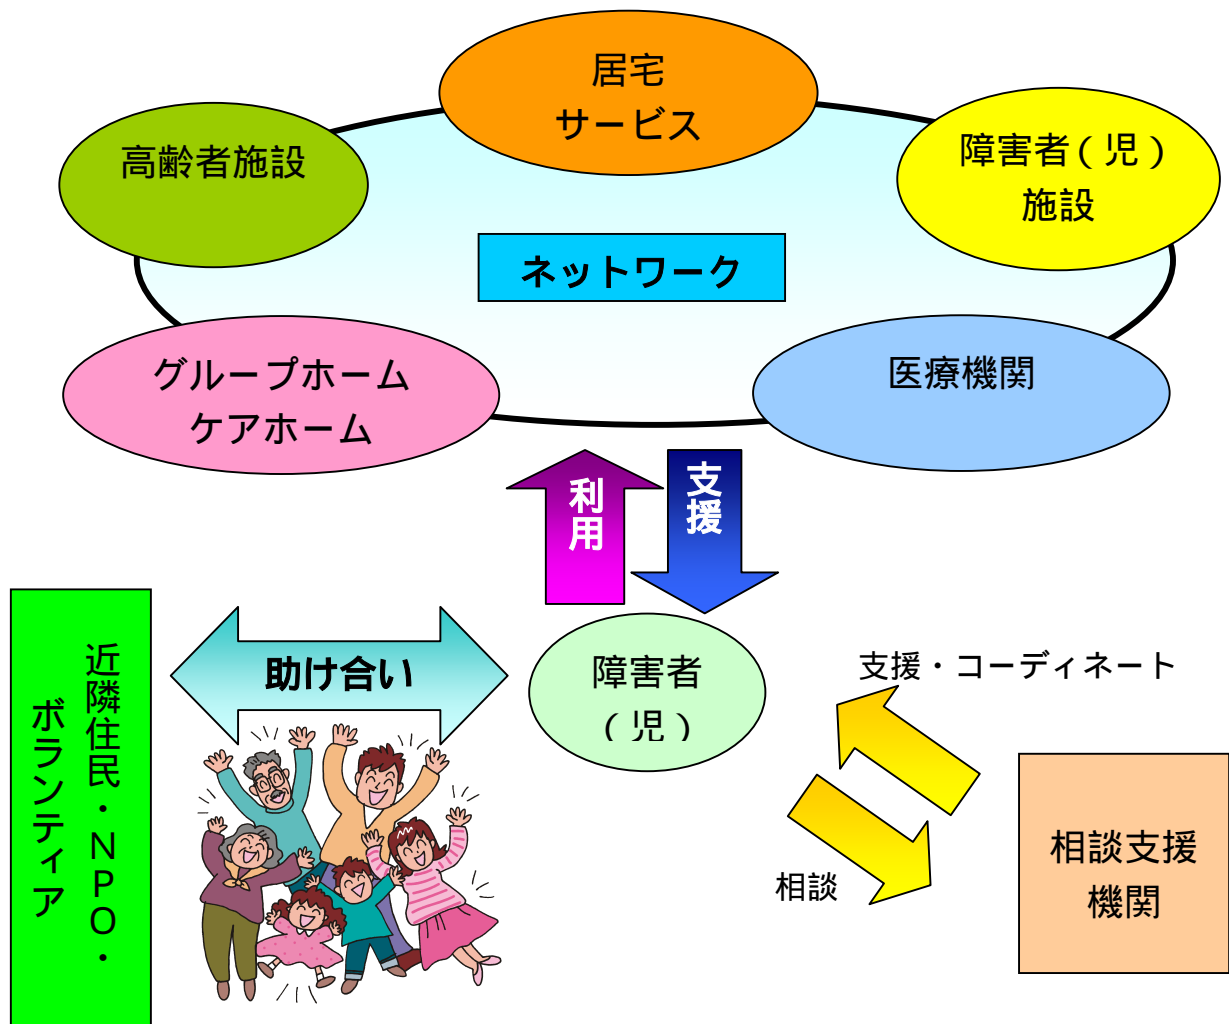 居宅
サービス
高齢者施設
障害者（児）
施設
ネットワーク
グループホーム
ケアホーム
医療機関
利用
支援
近隣住民・ＮＰＯ・
ボランティア
助け合い
障害者
（児）
支援・コーディネート
相談
相談支援
機関